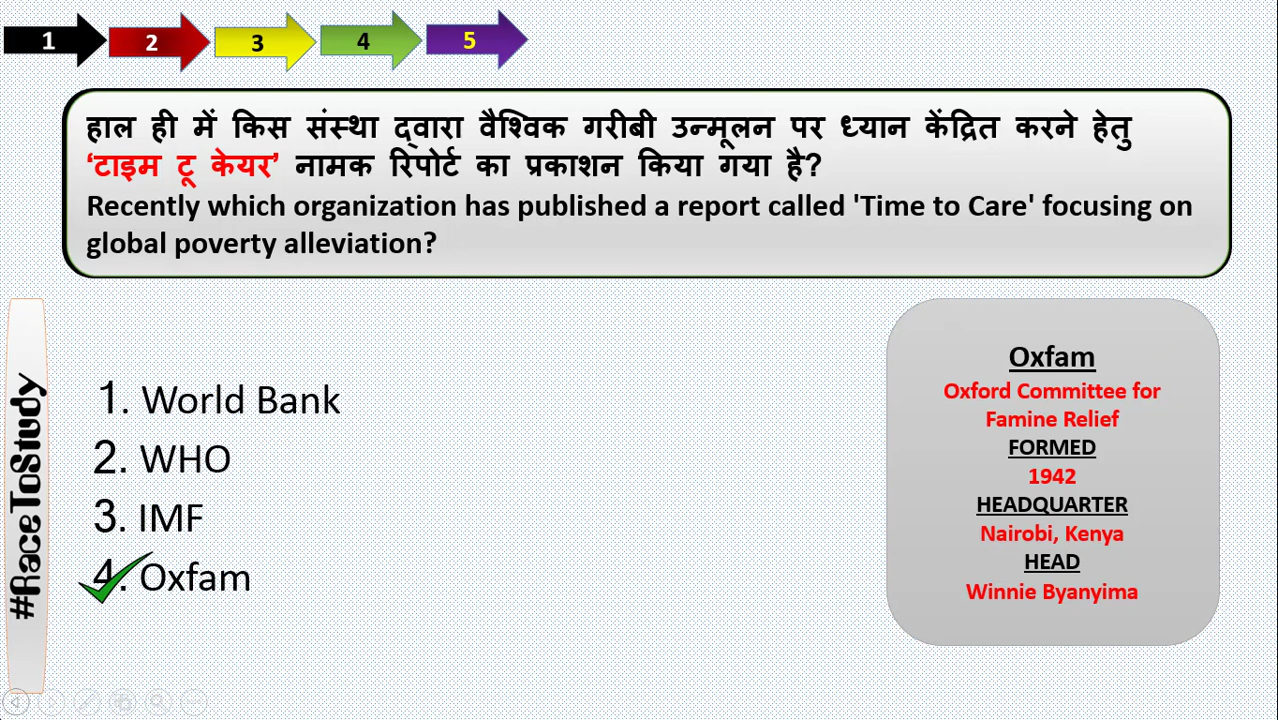 1 2 3 4 5
हाल ही में किस संस्था द्वारा वैश्विक गरीबी उन्मूलन पर ध्यान केंद्रित करने हेतु
‘टाइम टू केयर’ नामक रिपोर्ट का प्रकाशन किया गया है?
Recently which organization has published a report called 'Time to Care' focusing on
global poverty alleviation?
#RaceToStudy
1. World Bank
2. WHO
3. IMF
4. Oxfam
Oxfam
Oxford Committee for
Famine Relief
FORMED
1942
HEADQUARTER
Nairobi, Kenya
HEAD
Winnie Byanyima